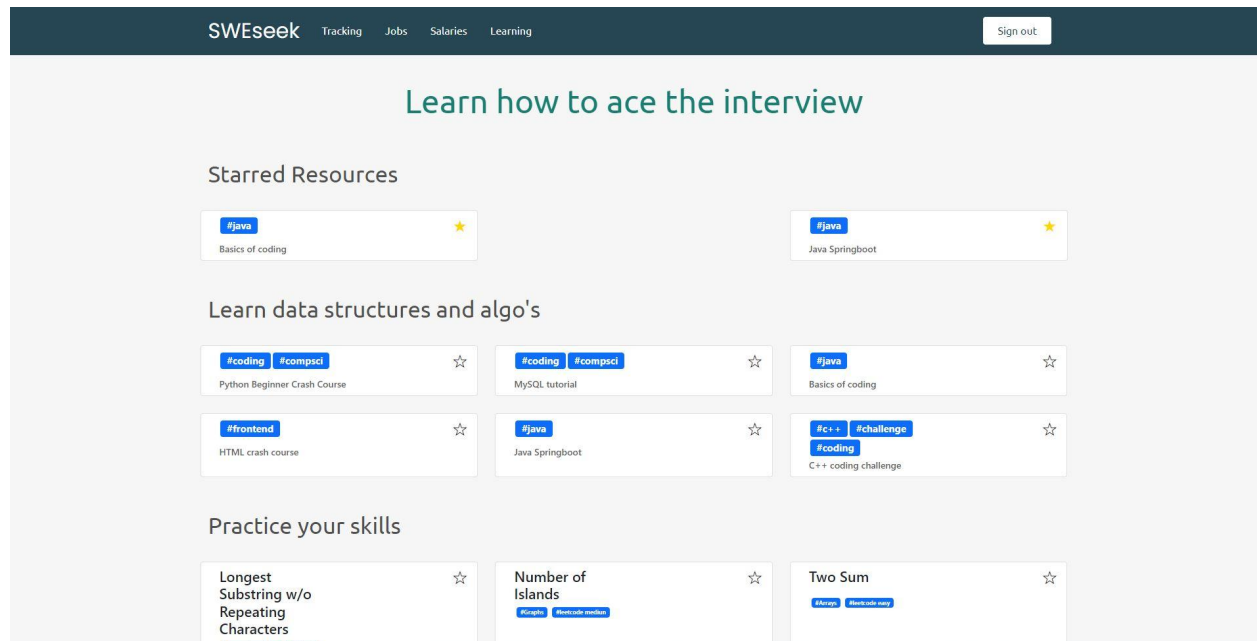 SWEseek Tracking Jobs Salaries Learning Sign out
Learn how to ace the interview
Starred Resources
#java
Basics of coding
#java
Java Springboot
Learn data structures and algo's
#coding #compsci
Python Beginner Crash Course
#coding #compsci
MySQL tutorial
#java
Basics of coding
#frontend
HTML crash course
#java
Java Springboot
#c++ #challenge
#coding
C++ coding challenge
Practice your skills
Longest
Substring w/o
Repeating
Characters
Number of
Islands
#Graphs #leetcode medium
Two Sum
#Arrays #leetcode easy